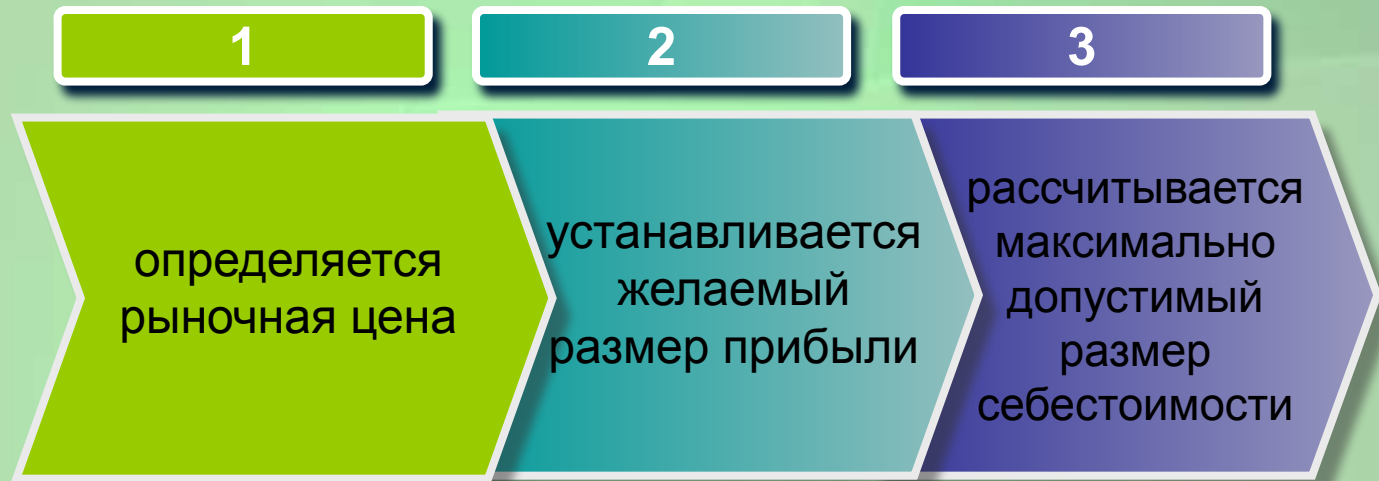 1
2
3
определяется
рыночная цена
устанавливается
желаемый
размер прибыли
рассчитывается
максимально
допустимый
размер
себестоимости